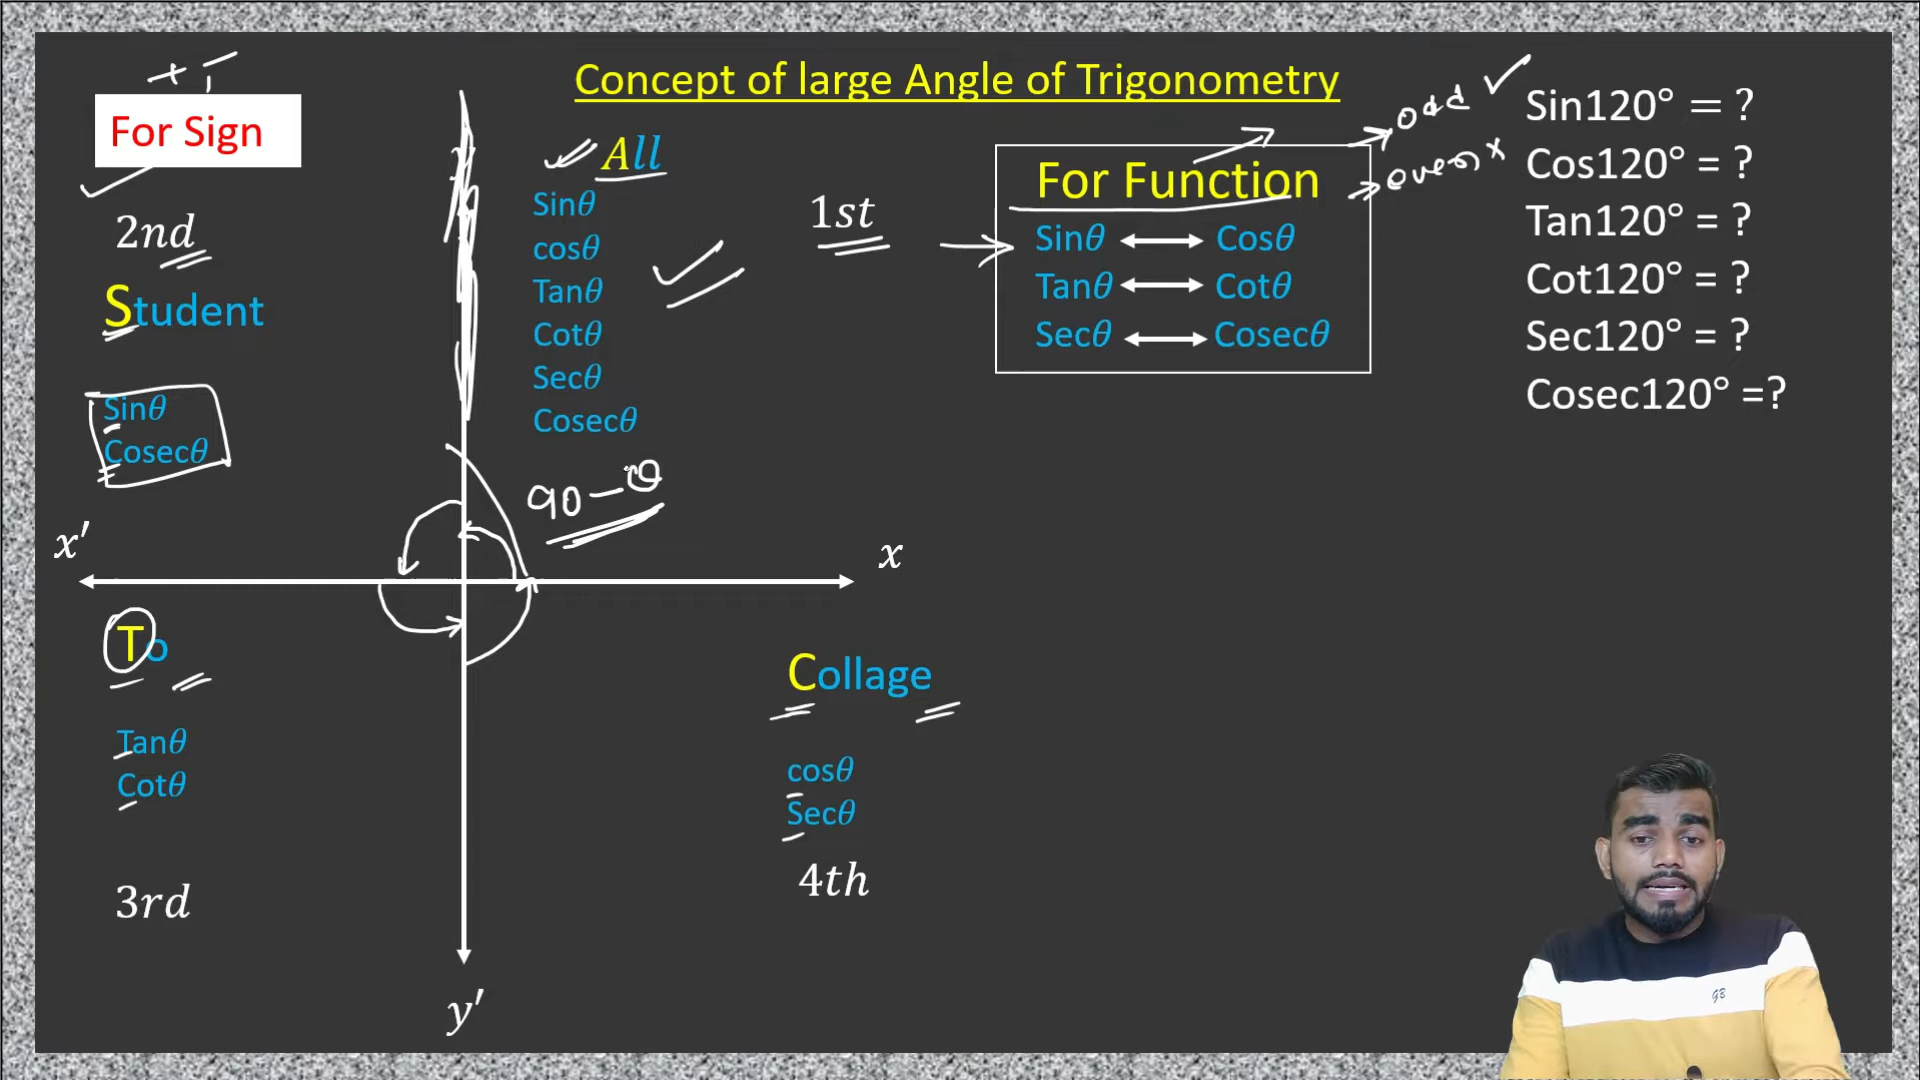 Concept of large Angle of Trigonometry
+ -
For Sign
2nd
Student
Sinθ
Cosecθ
All
Sinθ
cosθ
Tanθ
Cotθ
Secθ
Cosecθ
1st
90-θ
For Function
Sinθ Cosθ
Tanθ Cotθ
Secθ Cosecθ
odd ✓
even ×
Sin120° = ?
Cos120° = ?
Tan120° = ?
Cot120° = ?
Sec120° = ?
Cosec120° =?
x'
x
To
Tanθ
Cotθ
3rd
Collage
cosθ
Secθ
4th
y'
GB